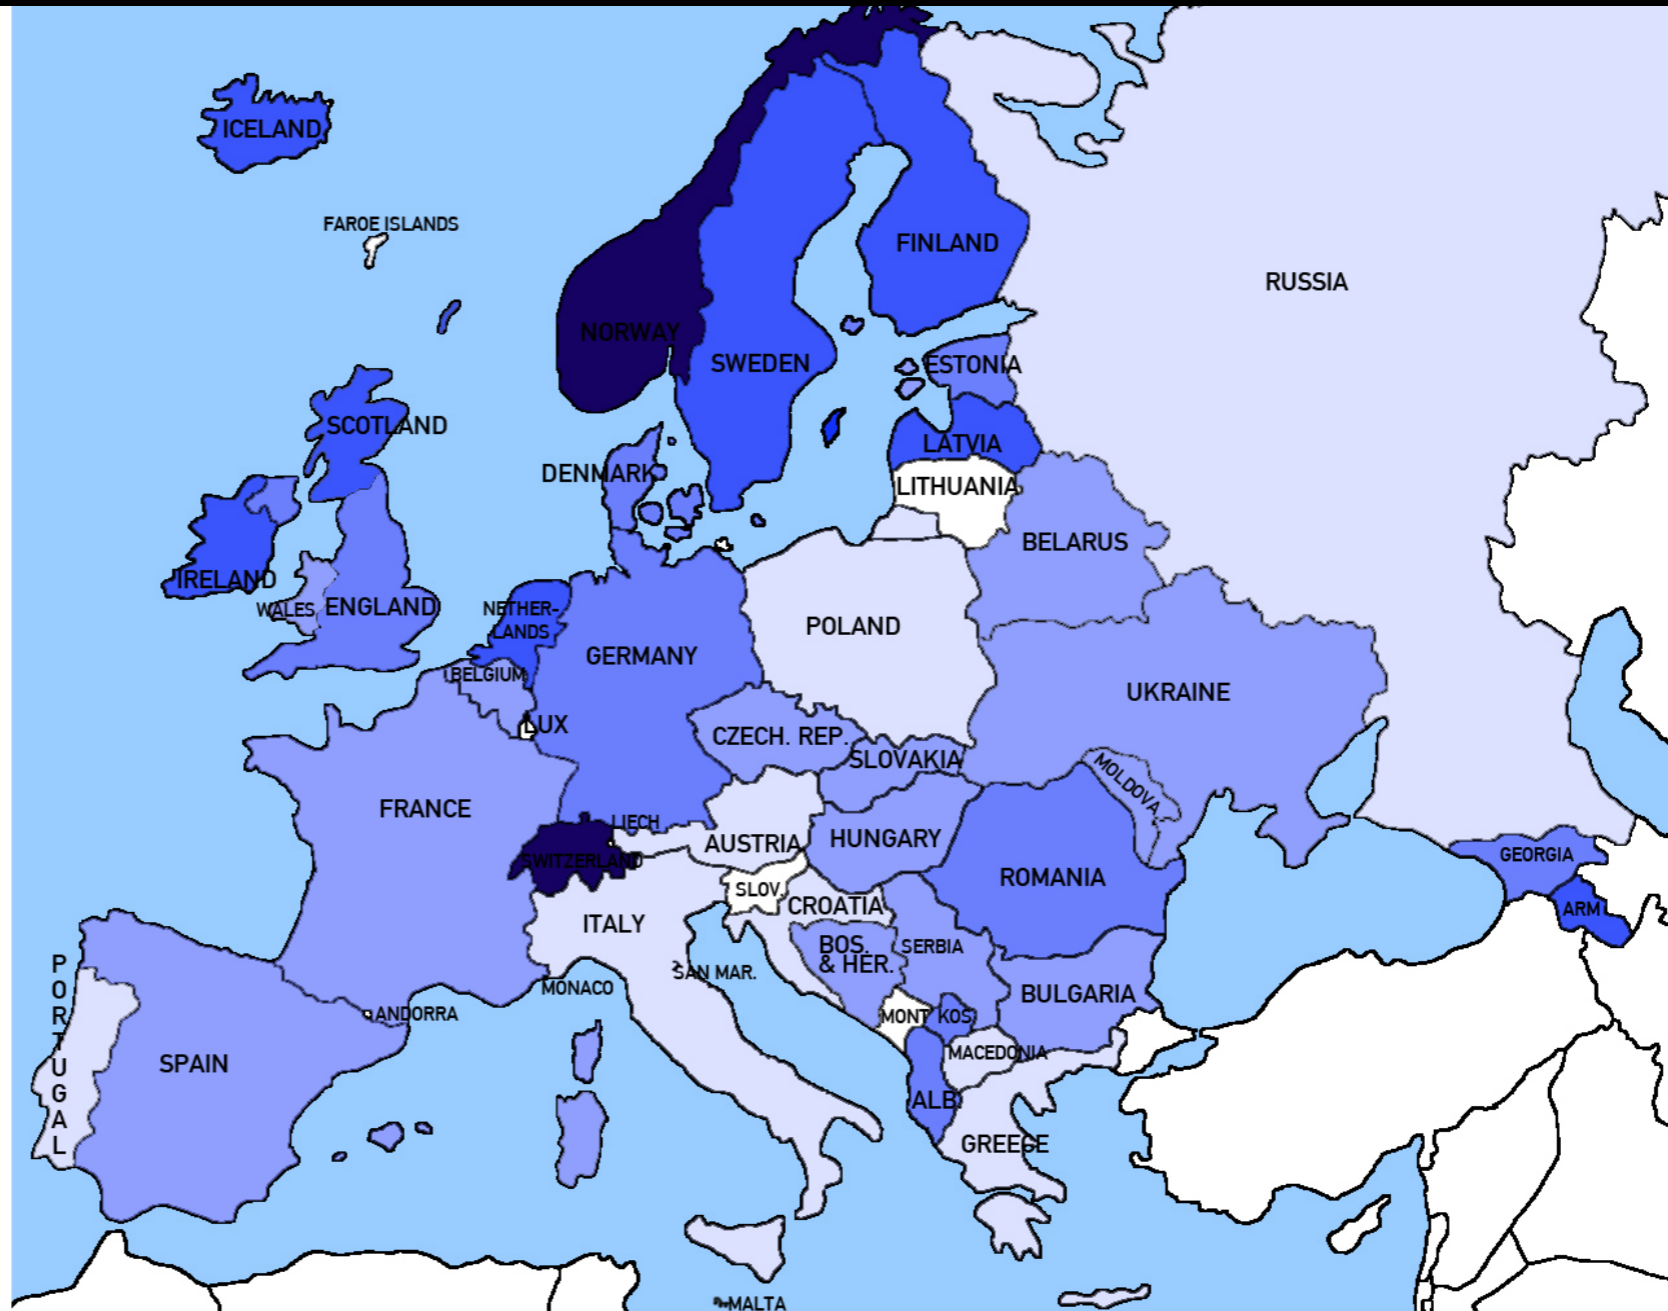 ICELAND
FAROE ISLANDS
FINLAND
RUSSIA
NORWAY
SWEDEN
ESTONIA
SCOTLAND
LATVIA
DENMARK
LITHUANIA
BELARUS
IRELAND
WALES
ENGLAND
NETHER-
LANDS
POLAND
GERMANY
BELGIUM
UKRAINE
LUX
CZECH. REP.
SLOVAKIA
MOLDOVA
FRANCE
LIECH
AUSTRIA
HUNGARY
SWITZERLAND
GEORGIA
ROMANIA
SLOV.
CROATIA
ARM
ITALY
BOS.
& HER.
SERBIA
SAN MAR.
MONACO
BULGARIA
ANDORRA
MONT
KOS
PORTUGAL
SPAIN
MACEDONIA
ALB
GREECE
MALTA